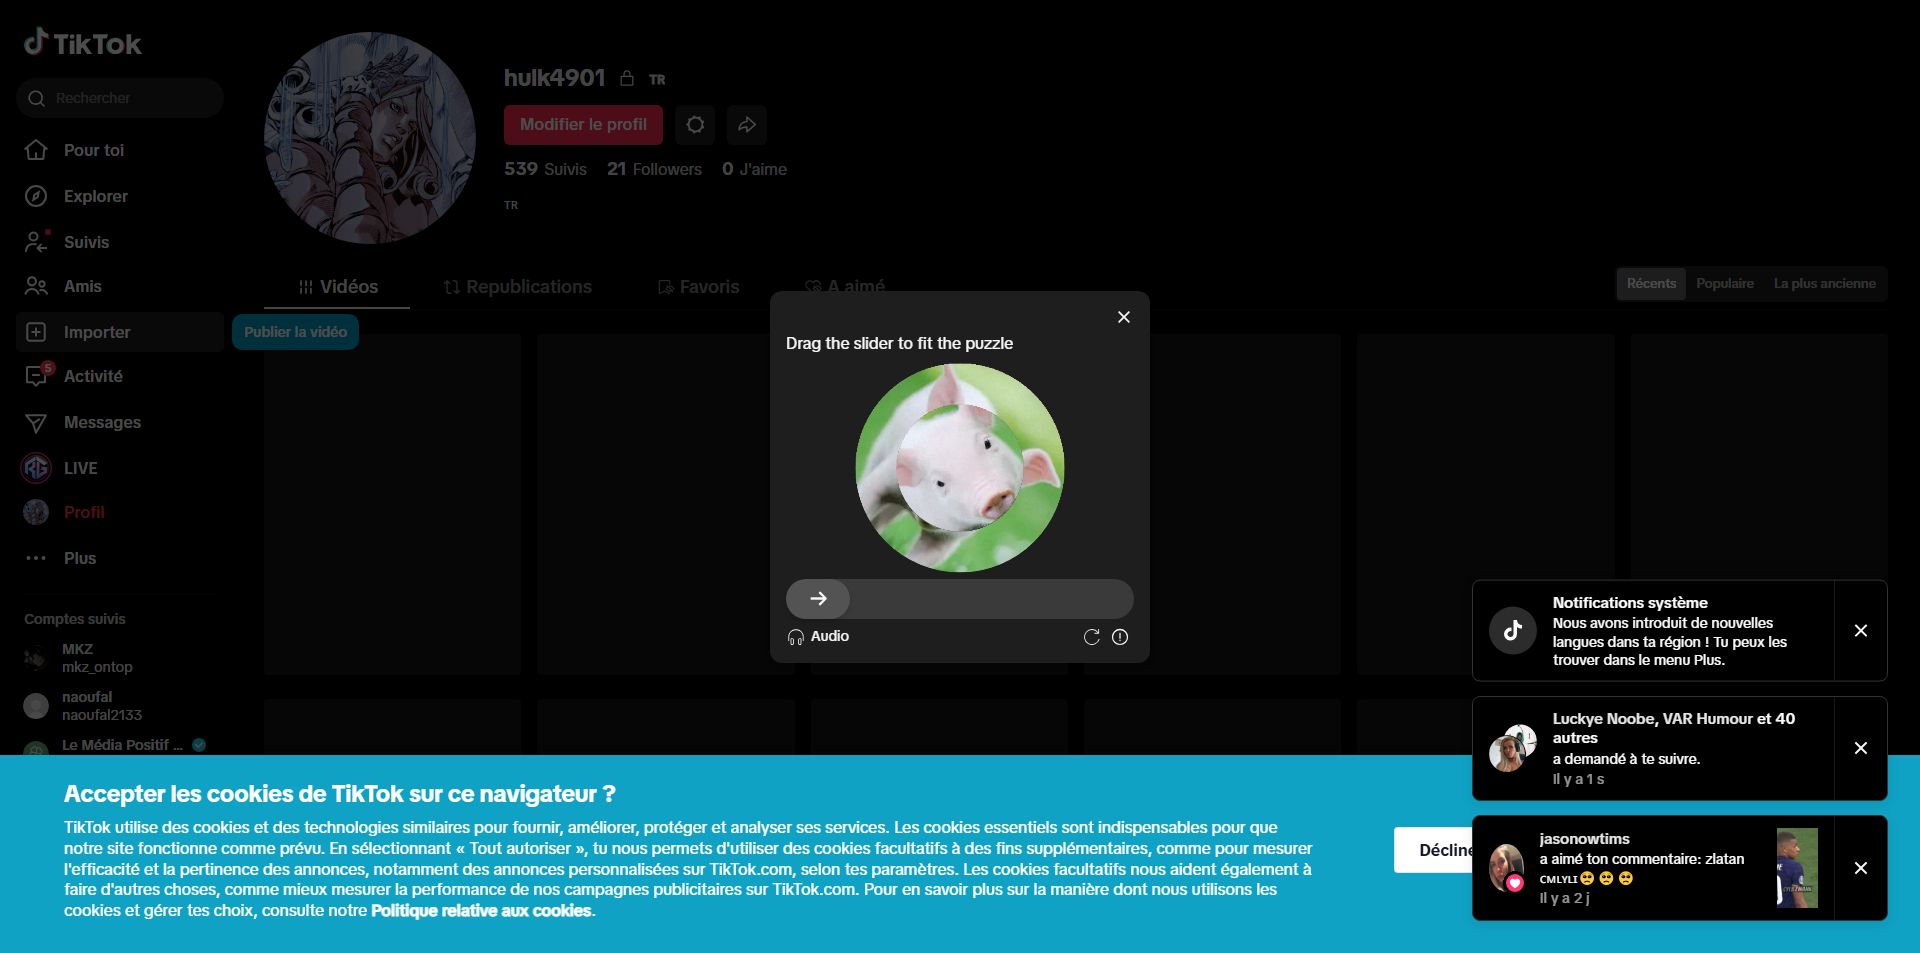 TikTok
Rechercher
Pour toi
Explorer
Suivis
Amis
Importer
Publier la vidéo
5
Activité
Messages
LIVE
Profil
Plus
Comptes suivis
MKZ
mkz_ontop
naoufal
naoufal2133
Le Média Positif ...
hulk4901 TR
Modifier le profil
539 Suivis 21 Followers 0 J'aime
TR
Vidéos Republications Favoris A aimé
Récents Populaire La plus ancienne
Drag the slider to fit the puzzle
Audio
Notifications système
Nous avons introduit de nouvelles
langues dans ta région ! Tu peux les
trouver dans le menu Plus.
Luckye Noobe, VAR Humour et 40
autres
a demandé à te suivre.
Il y a 1 s
jasonowtims
a aimé ton commentaire: zlatan
ᴄᴍʟʏʟɪ🥺 🥺 🥺
Il y a 2 j
Accepter les cookies de TikTok sur ce navigateur ?
TikTok utilise des cookies et des technologies similaires pour fournir, améliorer, protéger et analyser ses services. Les cookies essentiels sont indispensables pour que
notre site fonctionne comme prévu. En sélectionnant « Tout autoriser », tu nous permets d'utiliser des cookies facultatifs à des fins supplémentaires, comme pour mesurer
l'efficacité et la pertinence des annonces, notamment des annonces personnalisées sur TikTok.com, selon tes paramètres. Les cookies facultatifs nous aident également à
faire d'autres choses, comme mieux mesurer la performance de nos campagnes publicitaires sur TikTok.com. Pour en savoir plus sur la manière dont nous utilisons les
cookies et gérer tes choix, consulte notre Politique relative aux cookies.
Décline